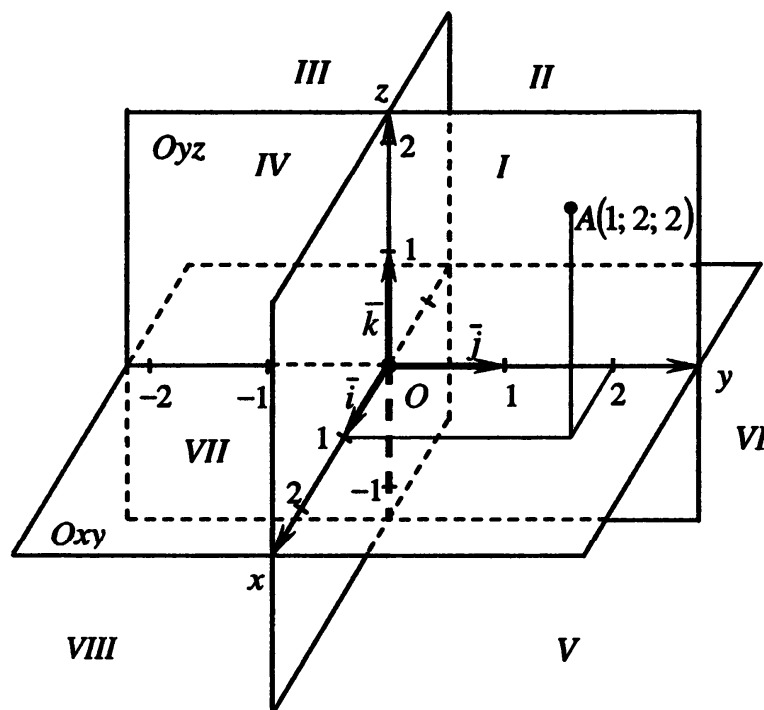 III
II
z
Oyz
IV
2
I
A(1; 2; 2)
1
k̅
j̅
−2
−1
i̅
O
1
2
y
1
VII
VI
2
−1
Oxy
x
VIII
V